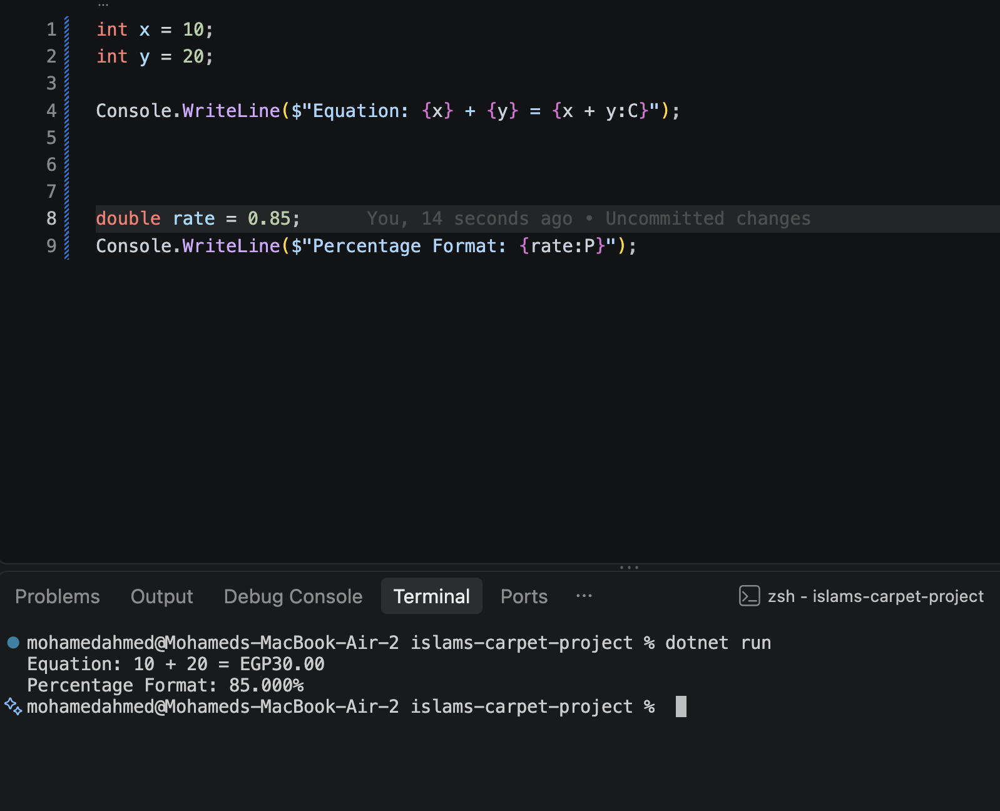 ...
1 int x = 10;
2 int y = 20;
3
4 Console.WriteLine($"Equation: {x} + {y} = {x + y:C}");
5
6
7
8 double rate = 0.85; You, 14 seconds ago • Uncommitted changes
9 Console.WriteLine($"Percentage Format: {rate:P}");
Problems Output Debug Console Terminal Ports ... zsh - islams-carpet-project
mohamedahmed@Mohameds-MacBook-Air-2 islams-carpet-project % dotnet run
Equation: 10 + 20 = EGP30.00
Percentage Format: 85.000%
mohamedahmed@Mohameds-MacBook-Air-2 islams-carpet-project %